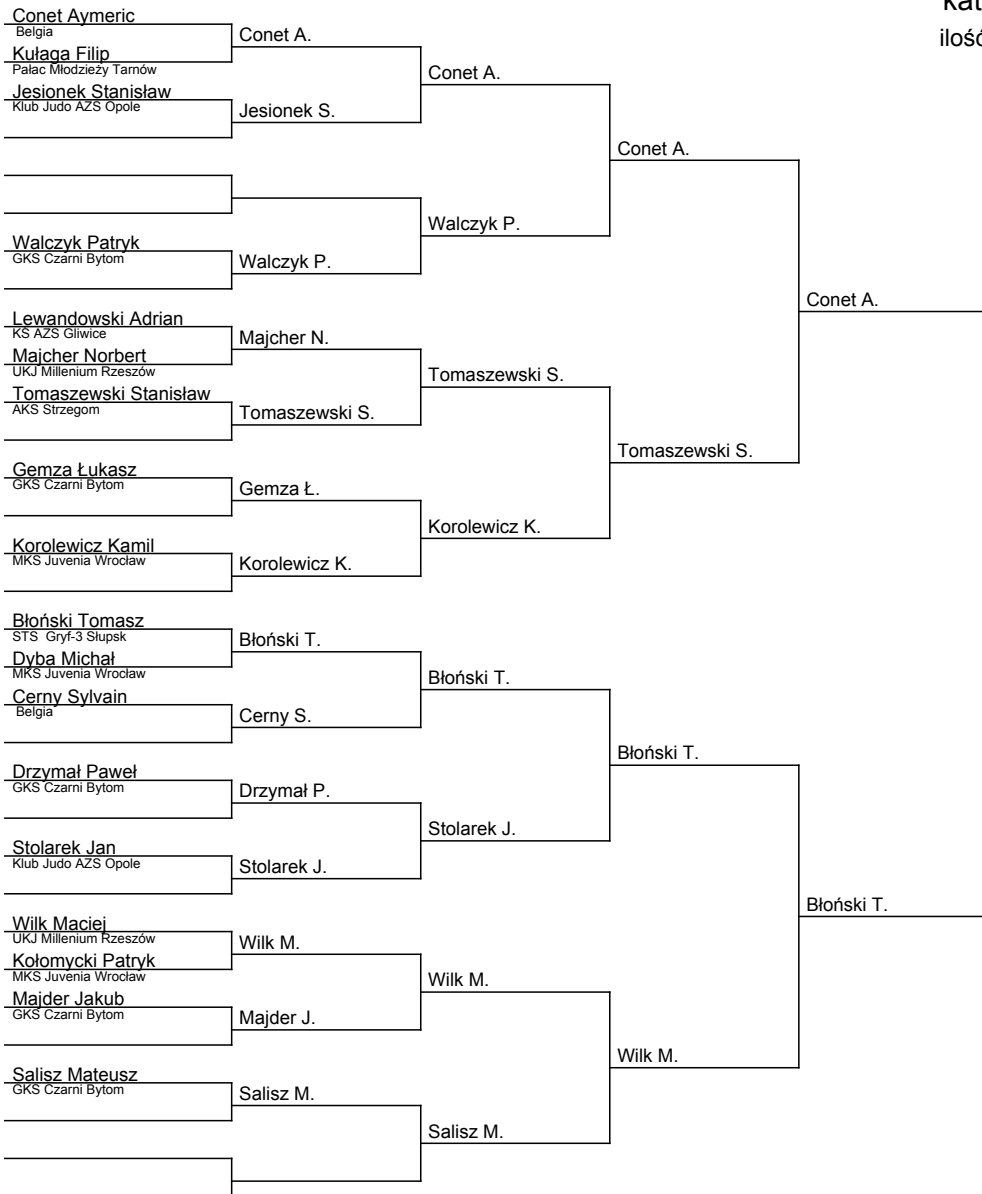 Conet Aymeric
Belgia
Kułaga Filip
Pałac Młodzieży Tarnów
Jesionek Stanisław
Klub Judo AZS Opole
Walczyk Patryk
GKS Czarni Bytom
Lewandowski Adrian
KS AZS Gliwice
Majcher Norbert
UKJ Millenium Rzeszów
Tomaszewski Stanisław
AKS Strzegom
Gemza Łukasz
GKS Czarni Bytom
Korolewicz Kamil
MKS Juvenia Wrocław
Błoński Tomasz
STS Gryf-3 Słupsk
Dyba Michał
MKS Juvenia Wrocław
Cerny Sylvain
Belgia
Drzymał Paweł
GKS Czarni Bytom
Stolarek Jan
Klub Judo AZS Opole
Wilk Maciej
UKJ Millenium Rzeszów
Kołomycki Patryk
MKS Juvenia Wrocław
Majder Jakub
GKS Czarni Bytom
Salisz Mateusz
GKS Czarni Bytom
Conet A.
Jesionek S.
Walczyk P.
Majcher N.
Tomaszewski S.
Gemza Ł.
Korolewicz K.
Błoński T.
Cerny S.
Drzymał P.
Stolarek J.
Wilk M.
Majder J.
Salisz M.
Conet A.
Walczyk P.
Tomaszewski S.
Korolewicz K.
Błoński T.
Stolarek J.
Wilk M.
Salisz M.
Conet A.
Tomaszewski S.
Błoński T.
Wilk M.
Conet A.
Błoński T.
kat
ilość